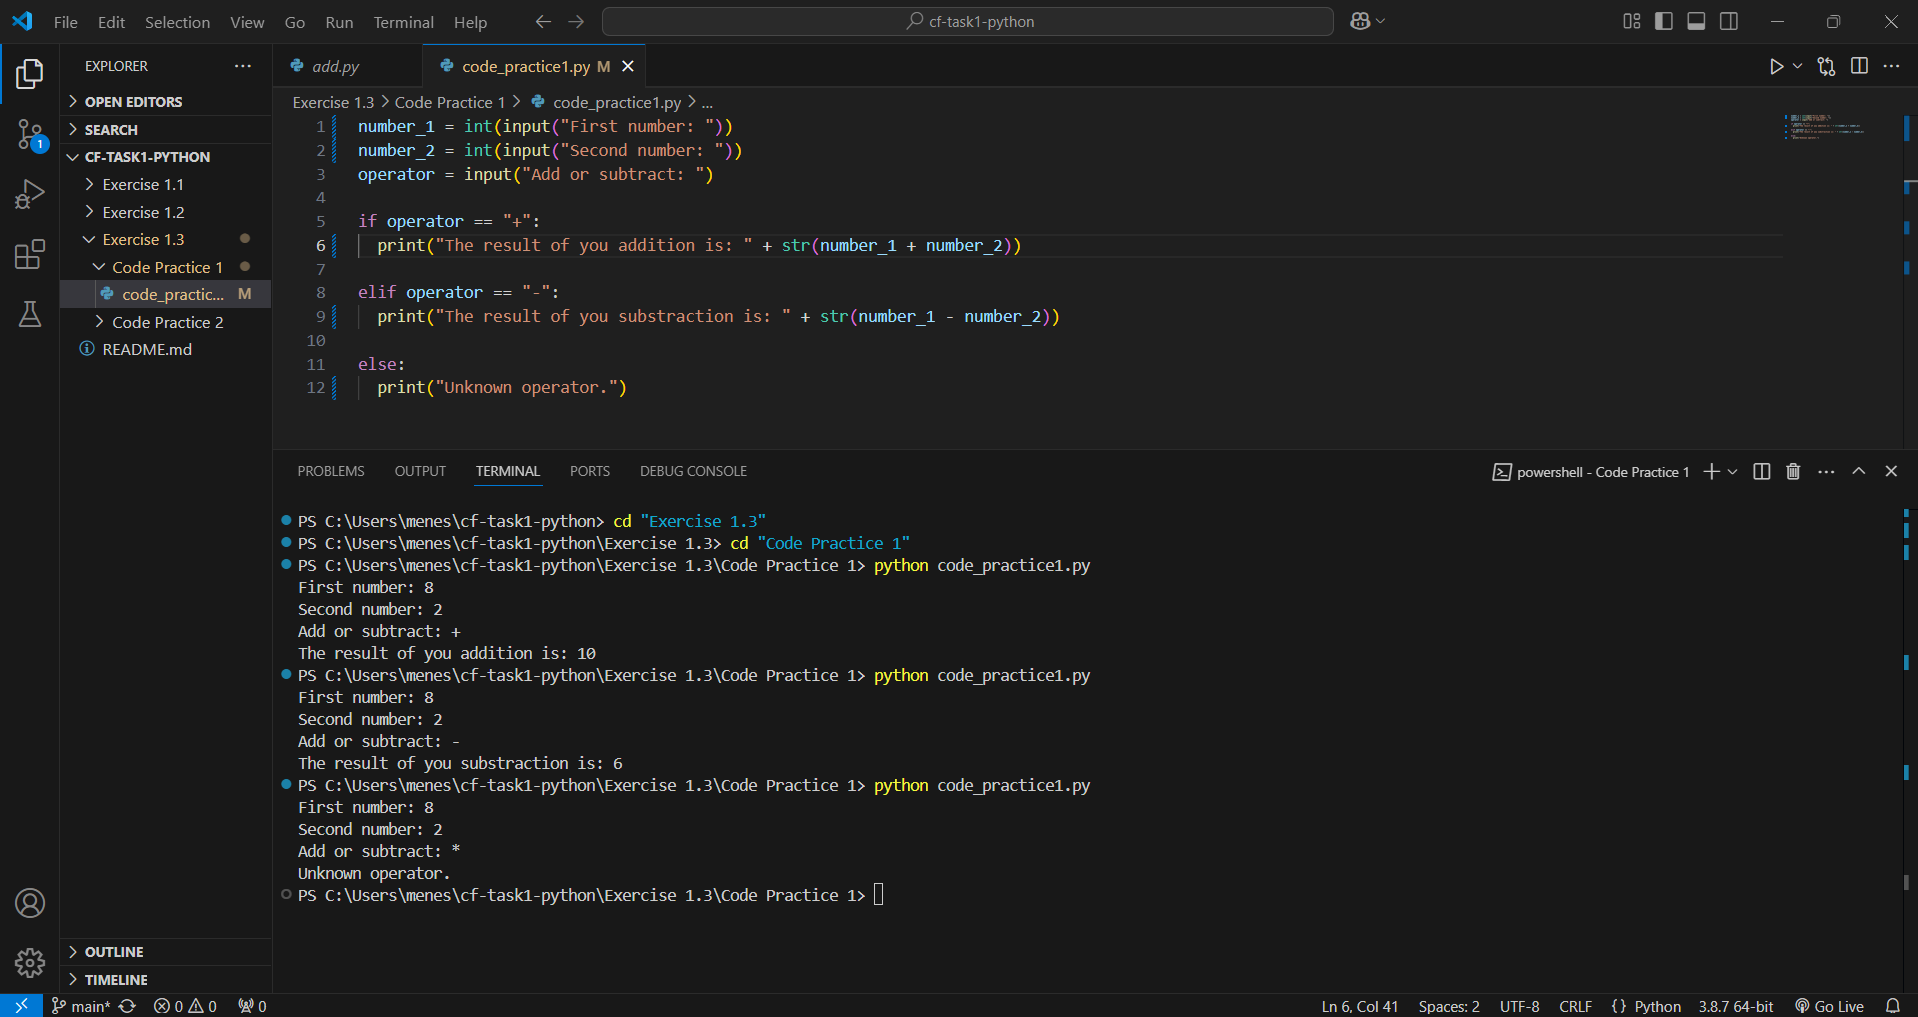 File Edit Selection View Go Run Terminal Help
cf-task1-python
EXPLORER
OPEN EDITORS
SEARCH
CF-TASK1-PYTHON
Exercise 1.1
Exercise 1.2
Exercise 1.3
Code Practice 1
code_practic... M
Code Practice 2
README.md
OUTLINE
TIMELINE
1
add.py
code_practice1.py M
Exercise 1.3 > Code Practice 1 > code_practice1.py > ...
1 number_1 = int(input("First number: "))
2 number_2 = int(input("Second number: "))
3 operator = input("Add or subtract: ")
4
5 if operator == "+":
6 print("The result of you addition is: " + str(number_1 + number_2))
7
8 elif operator == "-":
9 print("The result of you substraction is: " + str(number_1 - number_2))
10
11 else:
12 print("Unknown operator.")
PROBLEMS OUTPUT TERMINAL PORTS DEBUG CONSOLE
powershell - Code Practice 1
PS C:\Users\menes\cf-task1-python> cd "Exercise 1.3"
PS C:\Users\menes\cf-task1-python\Exercise 1.3> cd "Code Practice 1"
PS C:\Users\menes\cf-task1-python\Exercise 1.3\Code Practice 1> python code_practice1.py
First number: 8
Second number: 2
Add or subtract: +
The result of you addition is: 10
PS C:\Users\menes\cf-task1-python\Exercise 1.3\Code Practice 1> python code_practice1.py
First number: 8
Second number: 2
Add or subtract: -
The result of you substraction is: 6
PS C:\Users\menes\cf-task1-python\Exercise 1.3\Code Practice 1> python code_practice1.py
First number: 8
Second number: 2
Add or subtract: *
Unknown operator.
PS C:\Users\menes\cf-task1-python\Exercise 1.3\Code Practice 1>
main* 0 0 0
Ln 6, Col 41 Spaces: 2 UTF-8 CRLF {} Python 3.8.7 64-bit Go Live